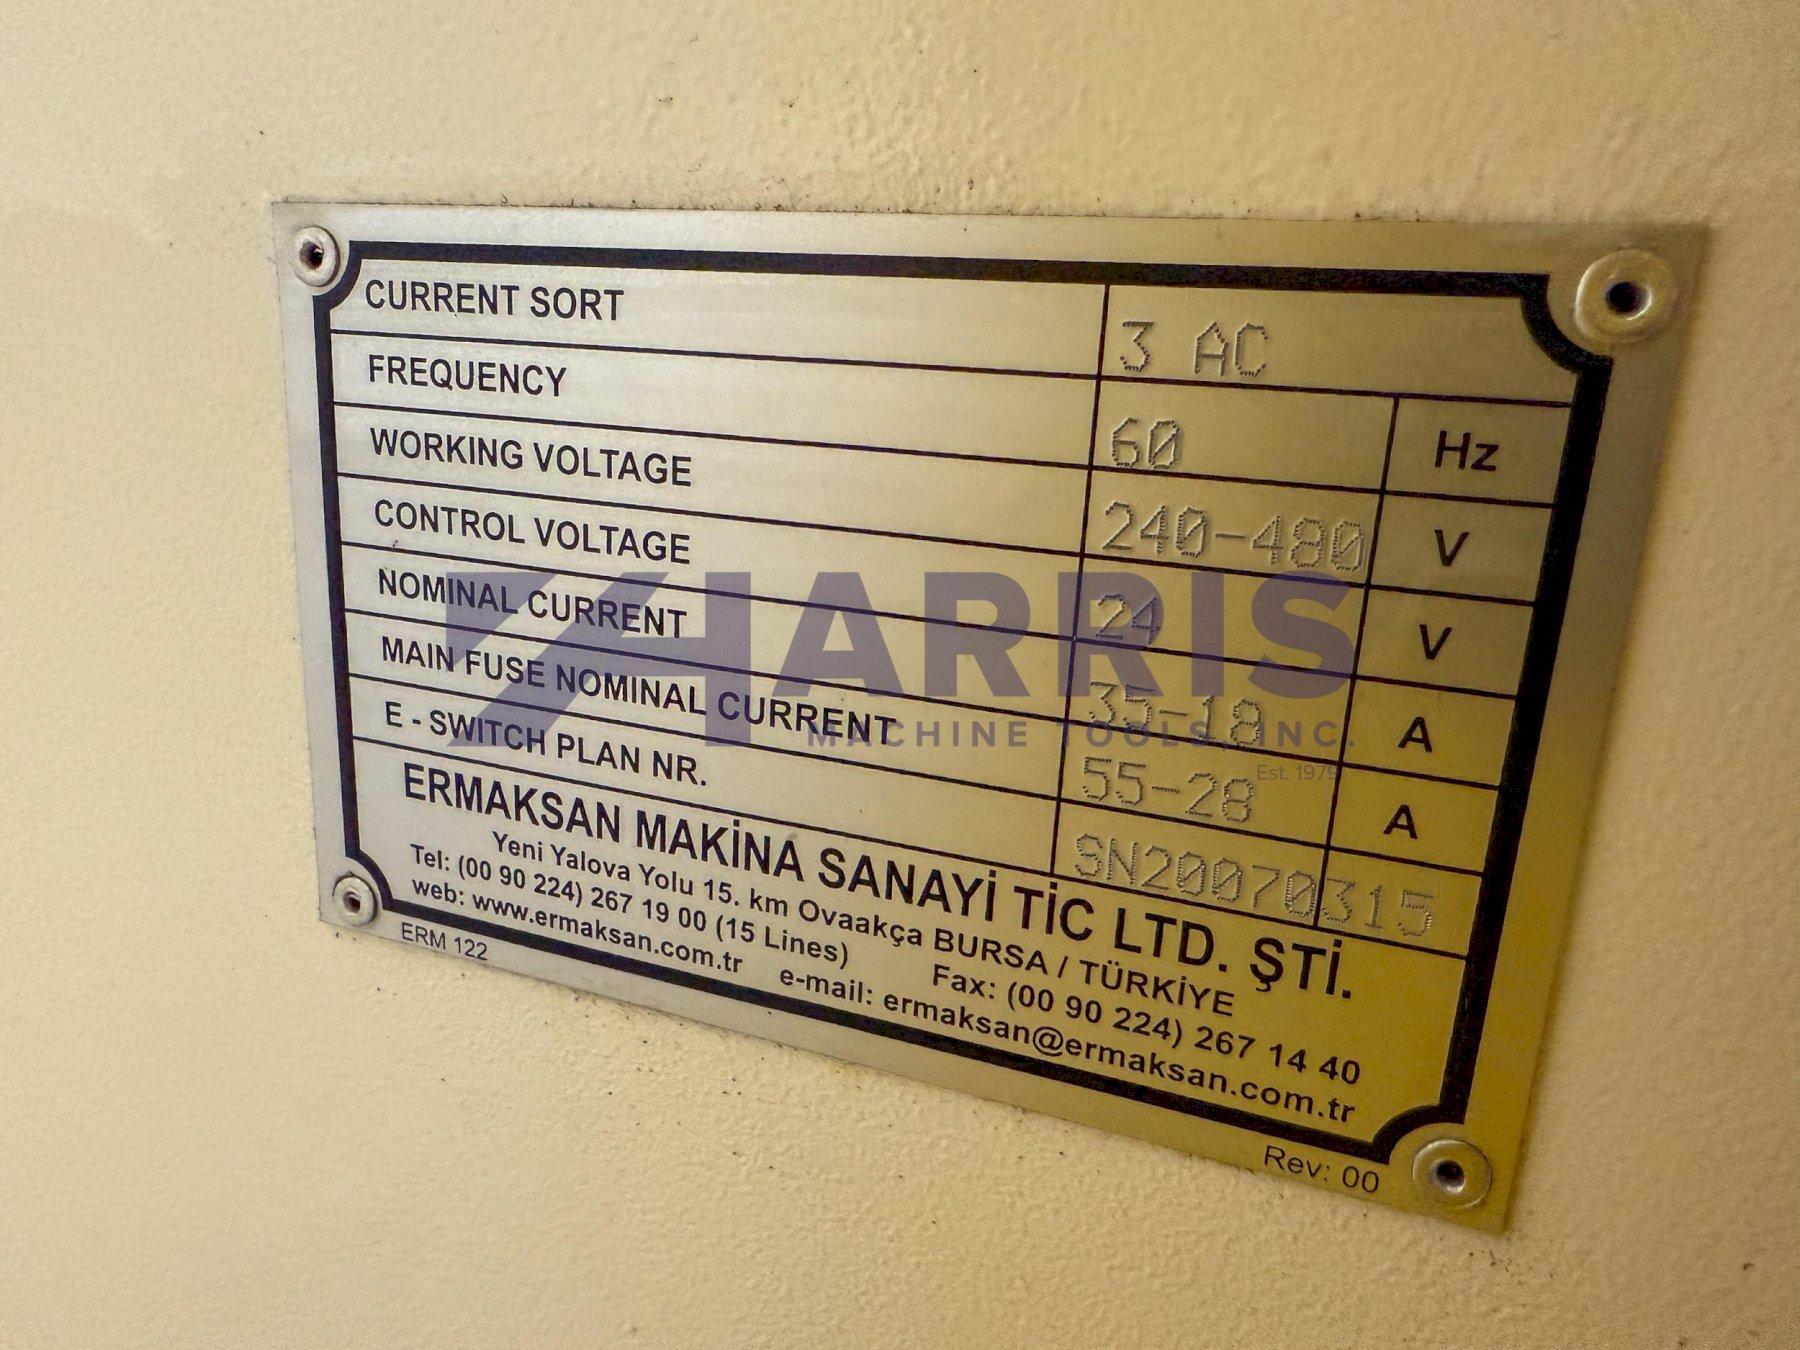 CURRENT SORT 3 AC
FREQUENCY 60 Hz
WORKING VOLTAGE 240-480 V
CONTROL VOLTAGE 24 V
NOMINAL CURRENT 35-18 A
MAIN FUSE NOMINAL CURRENT 55-28 A
E - SWITCH PLAN NR. SN20070315
ERMAKSAN MAKİNA SANAYİ TİC LTD. ŞTİ.
Yeni Yalova Yolu 15. km Ovaakça BURSA / TÜRKİYE
Tel: (00 90 224) 267 19 00 (15 Lines) Fax: (00 90 224) 267 14 40
web: www.ermaksan.com.tr e-mail: ermaksan@ermaksan.com.tr
ERM 122
Rev: 00
HARRIS
MACHINE TOOLS, INC.
Est. 1979